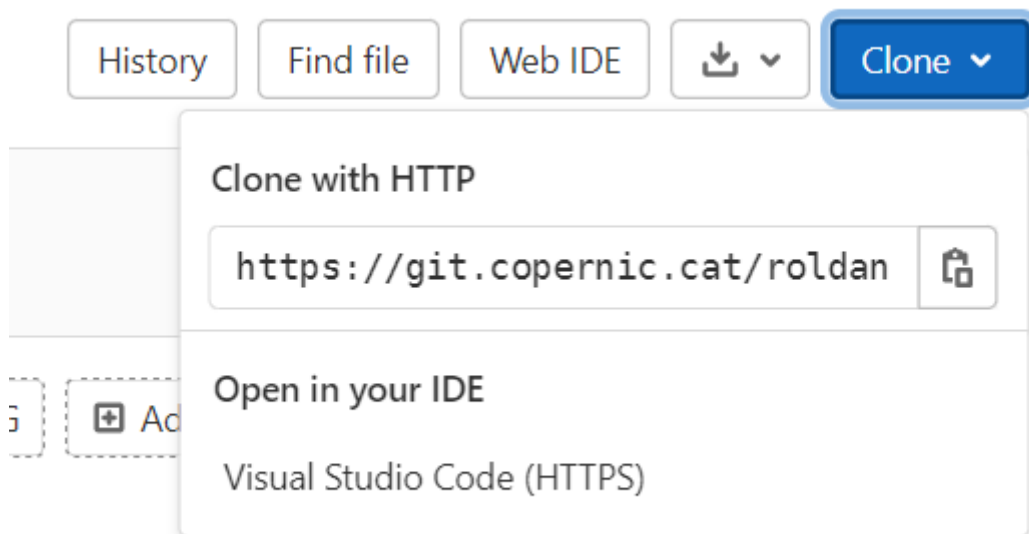 History Find file Web IDE Clone
Clone with HTTP
https://git.copernic.cat/roldan
Open in your IDE
Visual Studio Code (HTTPS)